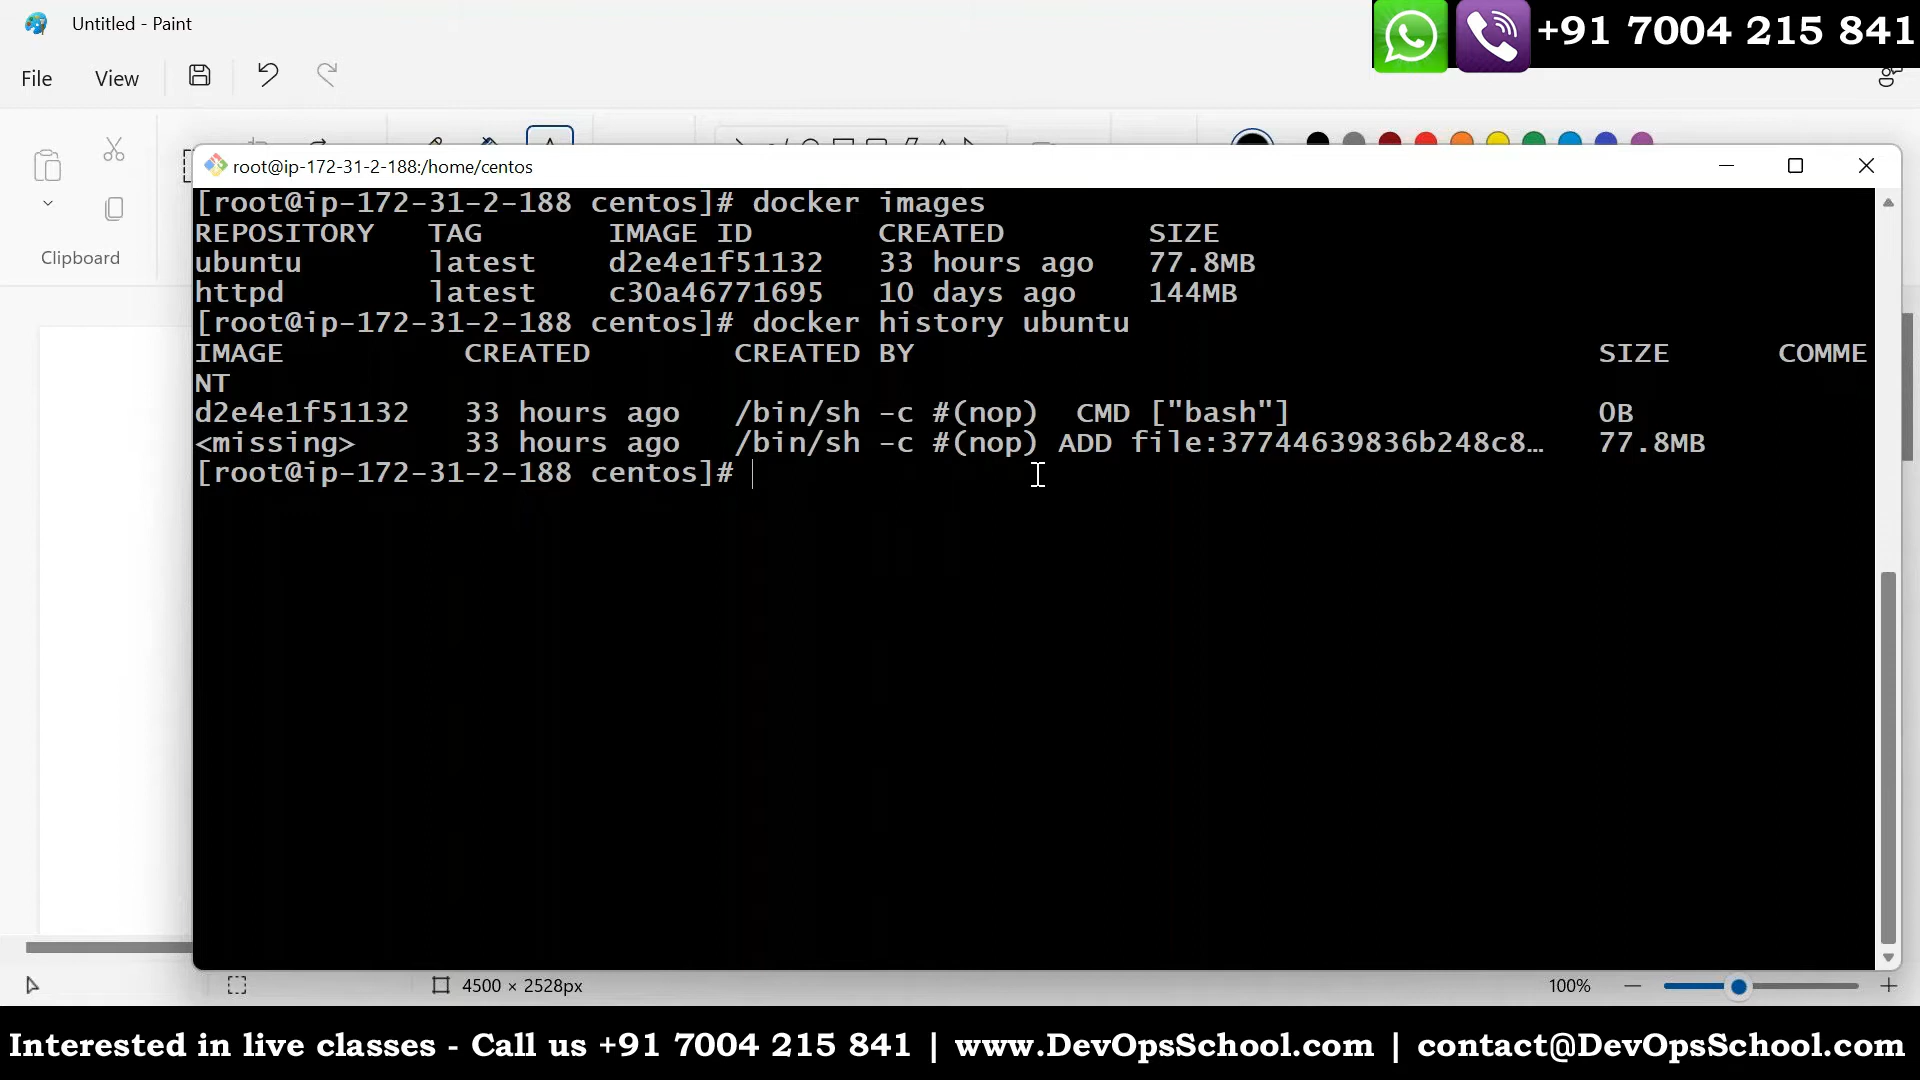 Untitled - Paint
+91 7004 215 841
File View
Clipboard
root@ip-172-31-2-188:/home/centos
[root@ip-172-31-2-188 centos]# docker images
REPOSITORY TAG IMAGE ID CREATED SIZE
ubuntu latest d2e4e1f51132 33 hours ago 77.8MB
httpd latest c30a46771695 10 days ago 144MB
[root@ip-172-31-2-188 centos]# docker history ubuntu
IMAGE CREATED CREATED BY SIZE COMME
NT
d2e4e1f51132 33 hours ago /bin/sh -c #(nop)  CMD ["bash"] 0B
<missing> 33 hours ago /bin/sh -c #(nop) ADD file:37744639836b248c8… 77.8MB
[root@ip-172-31-2-188 centos]#
4500 × 2528px
100%
Interested in live classes - Call us +91 7004 215 841 | www.DevOpsSchool.com | contact@DevOpsSchool.com